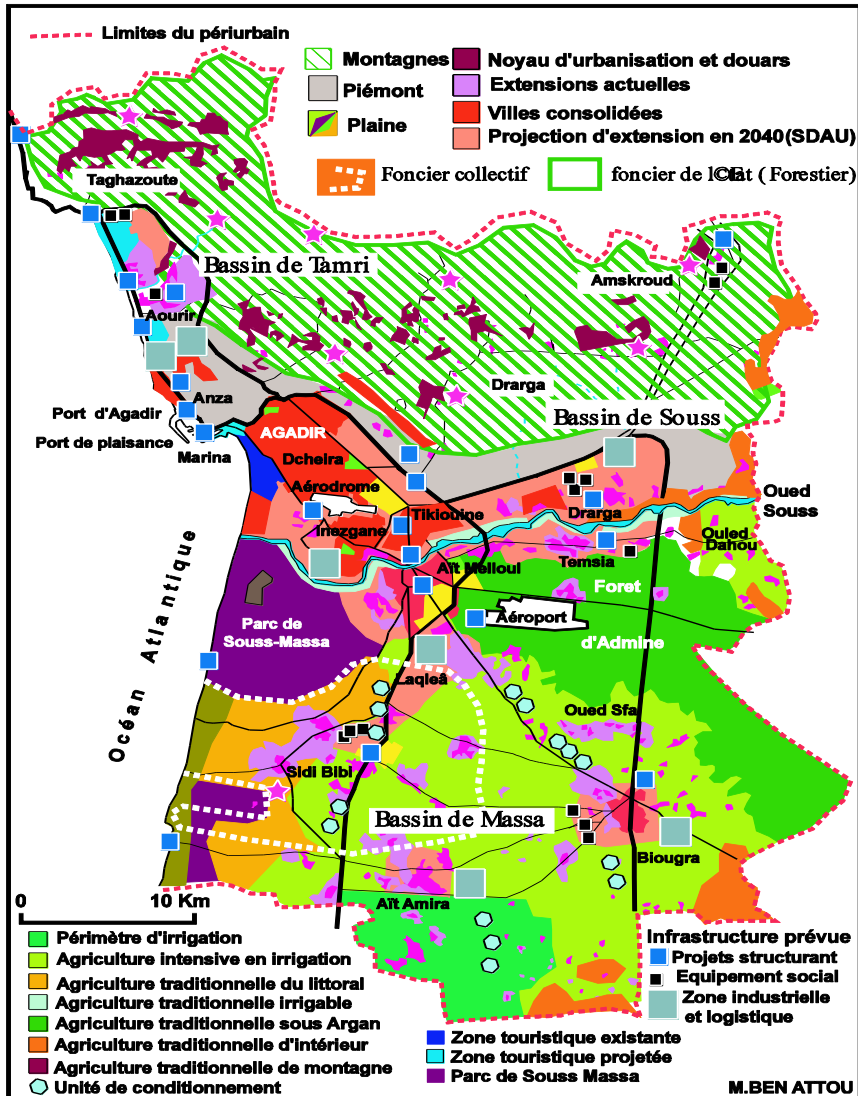 Limites du périurbain
Montagnes
Piémont
Plaine
Noyau d'urbanisation et douars
Extensions actuelles
Villes consolidées
Projection d'extension en 2040(SDAU)
Foncier collectif
foncier de l©Etat ( Forestier)
Taghazoute
Bassin de Tamri
Amskroud
Aourir
Drarga
Anza
Port d'Agadir
Port de plaisance
Marina
Bassin de Souss
AGADIR
Dcheira
Aérodrome
Inezgane
Tikiouine
Drarga
Oued
Souss
Ouled
Dahou
Temsia
Aït Melloul
Foret
d'Admine
Aéroport
Parc de
Souss-Massa
Océan Atlantique
Laqleâ
Oued Sfa
Sidi Bibi
Bassin de Massa
Biougra
Aït Amira
0 10 Km
Périmètre d'irrigation
Agriculture intensive en irrigation
Agriculture traditionnelle du littoral
Agriculture traditionnelle irrigable
Agriculture traditionnelle sous Argan
Agriculture traditionnelle d'intérieur
Agriculture traditionnelle de montagne
Unité de conditionnement
Zone touristique existante
Zone touristique projetée
Parc de Souss Massa
Infrastructure prévue
Projets structurant
Equipement social
Zone industrielle
et logistique
M.BEN ATTOU